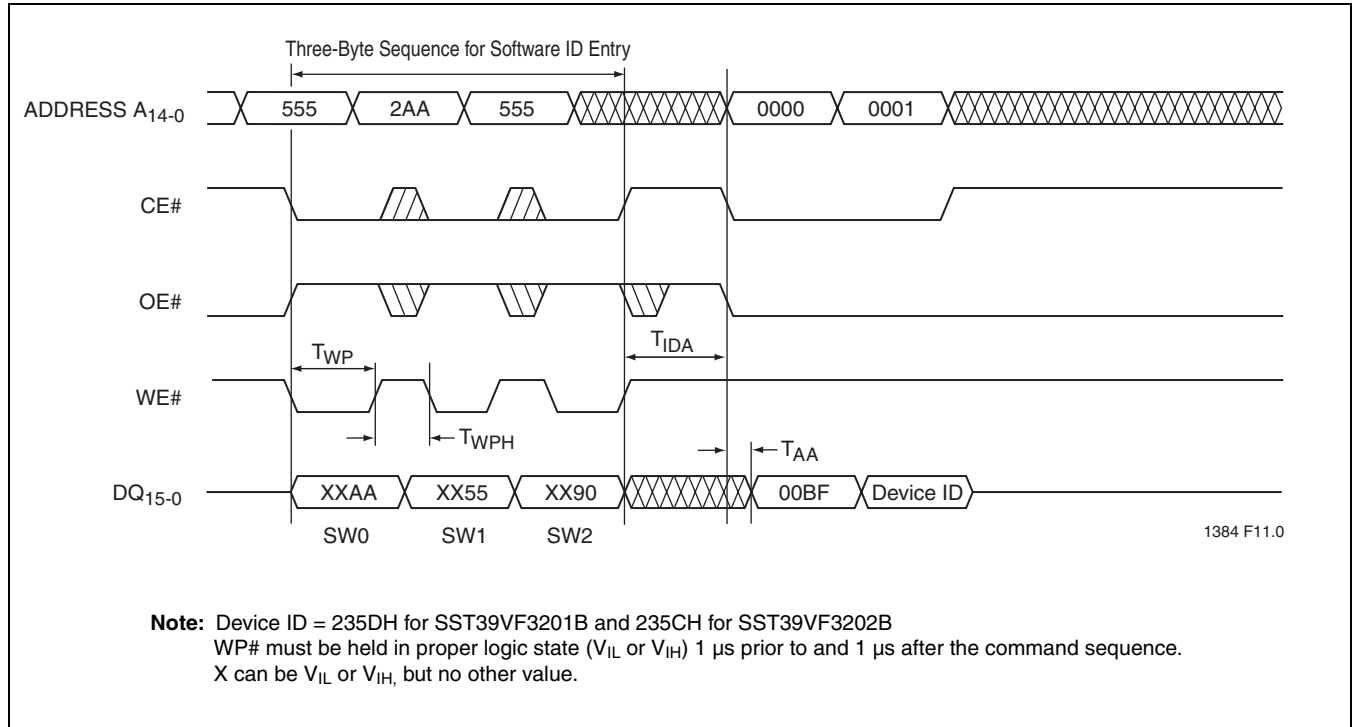 Three-Byte Sequence for Software ID Entry
ADDRESS A14-0
555 2AA 555 0000 0001
CE#
OE#
TWP
TIDA
WE#
TWPH
TAA
DQ15-0
XXAA XX55 XX90 00BF Device ID
SW0 SW1 SW2
1384 F11.0
Note: Device ID = 235DH for SST39VF3201B and 235CH for SST39VF3202B
WP# must be held in proper logic state (VIL or VIH) 1 µs prior to and 1 µs after the command sequence.
X can be VIL or VIH, but no other value.